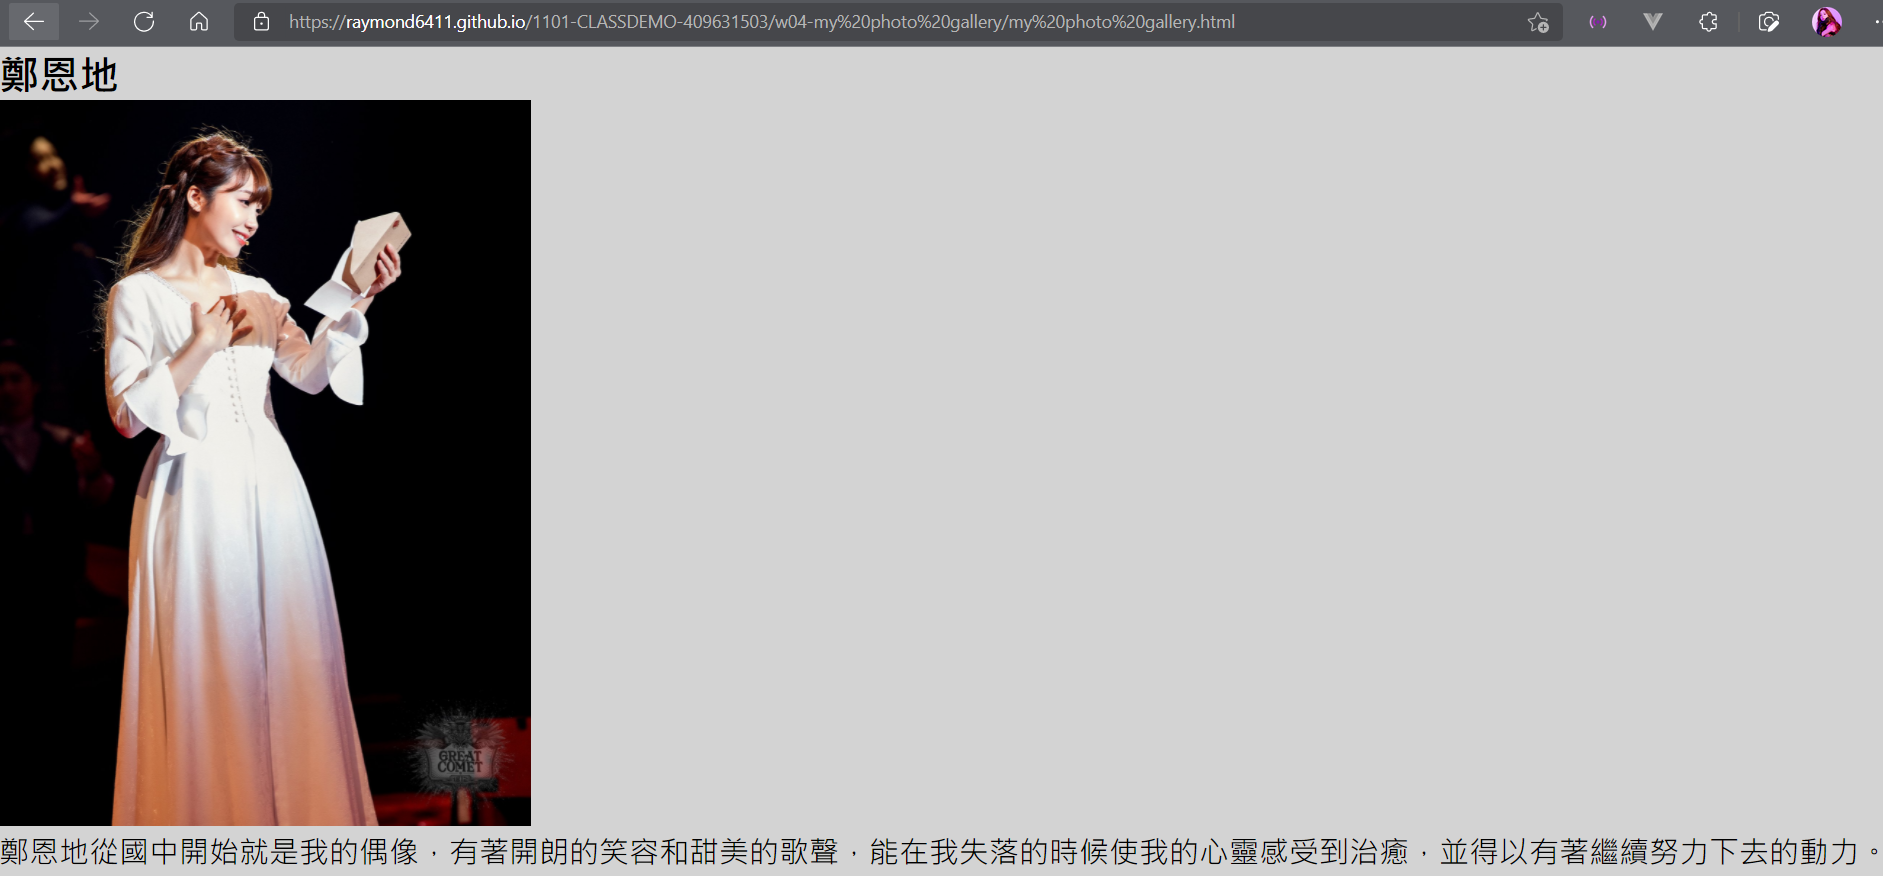 https://raymond6411.github.io/1101-CLASSDEMO-409631503/w04-my%20photo%20gallery/my%20photo%20gallery.html
鄭恩地
GREAT
COMET
鄭恩地從國中開始就是我的偶像，有著開朗的笑容和甜美的歌聲，能在我失落的時候使我的心靈感受到治癒，並得以有著繼續努力下去的動力。